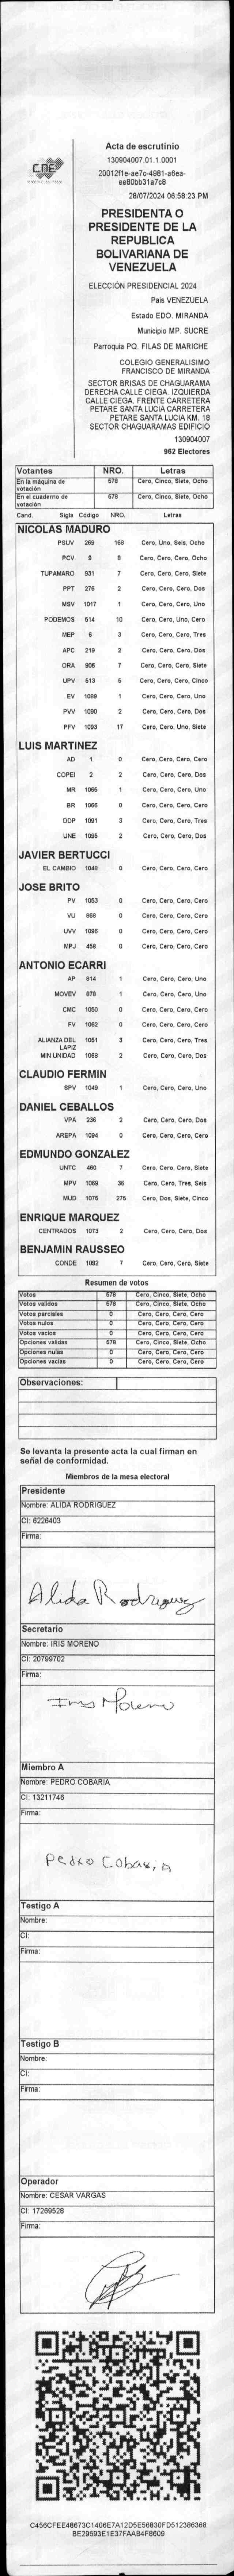 CNE
Acta de escrutinio
130904007.01.1.0001
20012f1e-ae7c-4981-a6ea-
ee80bb31a7c8
28/07/2024 06:58:23 PM
PRESIDENTA O
PRESIDENTE DE LA
REPUBLICA
BOLIVARIANA DE
VENEZUELA
ELECCIÓN PRESIDENCIAL 2024
País VENEZUELA
Estado EDO. MIRANDA
Municipio MP. SUCRE
Parroquia PQ. FILAS DE MARICHE
COLEGIO GENERALISIMO
FRANCISCO DE MIRANDA
SECTOR BRISAS DE CHAGUARAMA
DERECHA CALLE CIEGA. IZQUIERDA
CALLE CIEGA. FRENTE CARRETERA
PETARE SANTA LUCIA CARRETERA
PETARE SANTA LUCIA KM. 18
SECTOR CHAGUARAMAS EDIFICIO
130904007
962 Electores
Votantes NRO. Letras
En la máquina de votación 578 Cero, Cinco, Siete, Ocho
En el cuaderno de votación 578 Cero, Cinco, Siete, Ocho
Cand. Sigla Código NRO. Letras
NICOLAS MADURO
PSUV 269 168 Cero, Uno, Seis, Ocho
PCV 9 8 Cero, Cero, Cero, Ocho
TUPAMARO 931 7 Cero, Cero, Cero, Siete
PPT 276 2 Cero, Cero, Cero, Dos
MSV 1017 1 Cero, Cero, Cero, Uno
PODEMOS 514 10 Cero, Cero, Uno, Cero
MEP 6 3 Cero, Cero, Cero, Tres
APC 219 2 Cero, Cero, Cero, Dos
ORA 906 7 Cero, Cero, Cero, Siete
UPV 513 5 Cero, Cero, Cero, Cinco
EV 1089 1 Cero, Cero, Cero, Uno
PVV 1090 2 Cero, Cero, Cero, Dos
PFV 1093 17 Cero, Cero, Uno, Siete
LUIS MARTINEZ
AD 1 0 Cero, Cero, Cero, Cero
COPEI 2 2 Cero, Cero, Cero, Dos
MR 1065 1 Cero, Cero, Cero, Uno
BR 1066 0 Cero, Cero, Cero, Cero
DDP 1091 3 Cero, Cero, Cero, Tres
UNE 1095 2 Cero, Cero, Cero, Dos
JAVIER BERTUCCI
EL CAMBIO 1048 0 Cero, Cero, Cero, Cero
JOSE BRITO
PV 1053 0 Cero, Cero, Cero, Cero
VU 868 0 Cero, Cero, Cero, Cero
UVV 1096 0 Cero, Cero, Cero, Cero
MPJ 458 0 Cero, Cero, Cero, Cero
ANTONIO ECARRI
AP 814 1 Cero, Cero, Cero, Uno
MOVEV 878 1 Cero, Cero, Cero, Uno
CMC 1050 0 Cero, Cero, Cero, Cero
FV 1062 0 Cero, Cero, Cero, Cero
ALIANZA DEL LAPIZ 1051 3 Cero, Cero, Cero, Tres
MIN UNIDAD 1088 2 Cero, Cero, Cero, Dos
CLAUDIO FERMIN
SPV 1049 1 Cero, Cero, Cero, Uno
DANIEL CEBALLOS
VPA 236 2 Cero, Cero, Cero, Dos
AREPA 1094 0 Cero, Cero, Cero, Cero
EDMUNDO GONZALEZ
UNTC 460 7 Cero, Cero, Cero, Siete
MPV 1069 36 Cero, Cero, Tres, Seis
MUD 1075 275 Cero, Dos, Siete, Cinco
ENRIQUE MARQUEZ
CENTRADOS 1073 2 Cero, Cero, Cero, Dos
BENJAMIN RAUSSEO
CONDE 1092 7 Cero, Cero, Cero, Siete
Resumen de votos
Votos 578 Cero, Cinco, Siete, Ocho
Votos validos 578 Cero, Cinco, Siete, Ocho
Votos parciales 0 Cero, Cero, Cero, Cero
Votos nulos 0 Cero, Cero, Cero, Cero
Votos vacios 0 Cero, Cero, Cero, Cero
Opciones validas 578 Cero, Cinco, Siete, Ocho
Opciones nulas 0 Cero, Cero, Cero, Cero
Opciones vacias 0 Cero, Cero, Cero, Cero
Observaciones:
Se levanta la presente acta la cual firman en
señal de conformidad.
Miembros de la mesa electoral
Presidente
Nombre: ALIDA RODRIGUEZ
CI: 6226403
Firma:
Alida Rodriguez
Secretario
Nombre: IRIS MORENO
CI: 20799702
Firma:
Iris Moreno
Miembro A
Nombre: PEDRO COBARIA
CI: 13211746
Firma:
Pedro Cobaria
Testigo A
Nombre:
CI:
Firma:
Testigo B
Nombre:
CI:
Firma:
Operador
Nombre: CESAR VARGAS
CI: 17269528
Firma:
C456CFEE48673C1406E7A12D5E56830FD512386368
BE29693E1E37FAAB4F8609